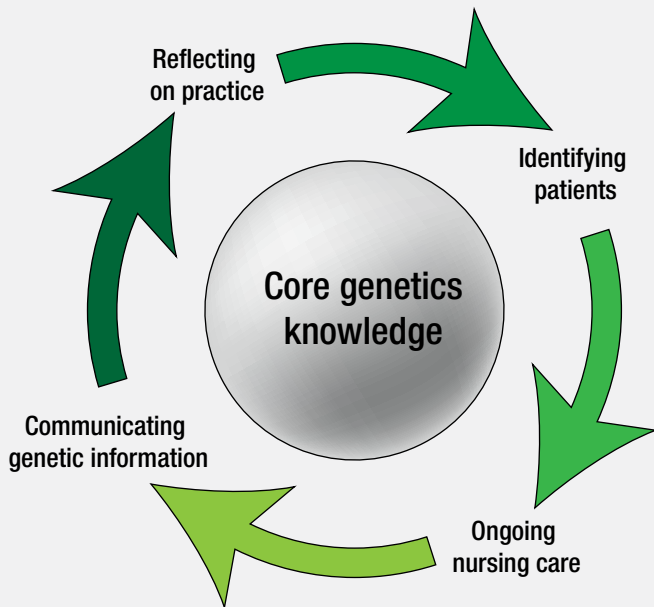 Reflecting
on practice
Identifying
patients
Core genetics
knowledge
Communicating
genetic information
Ongoing
nursing care